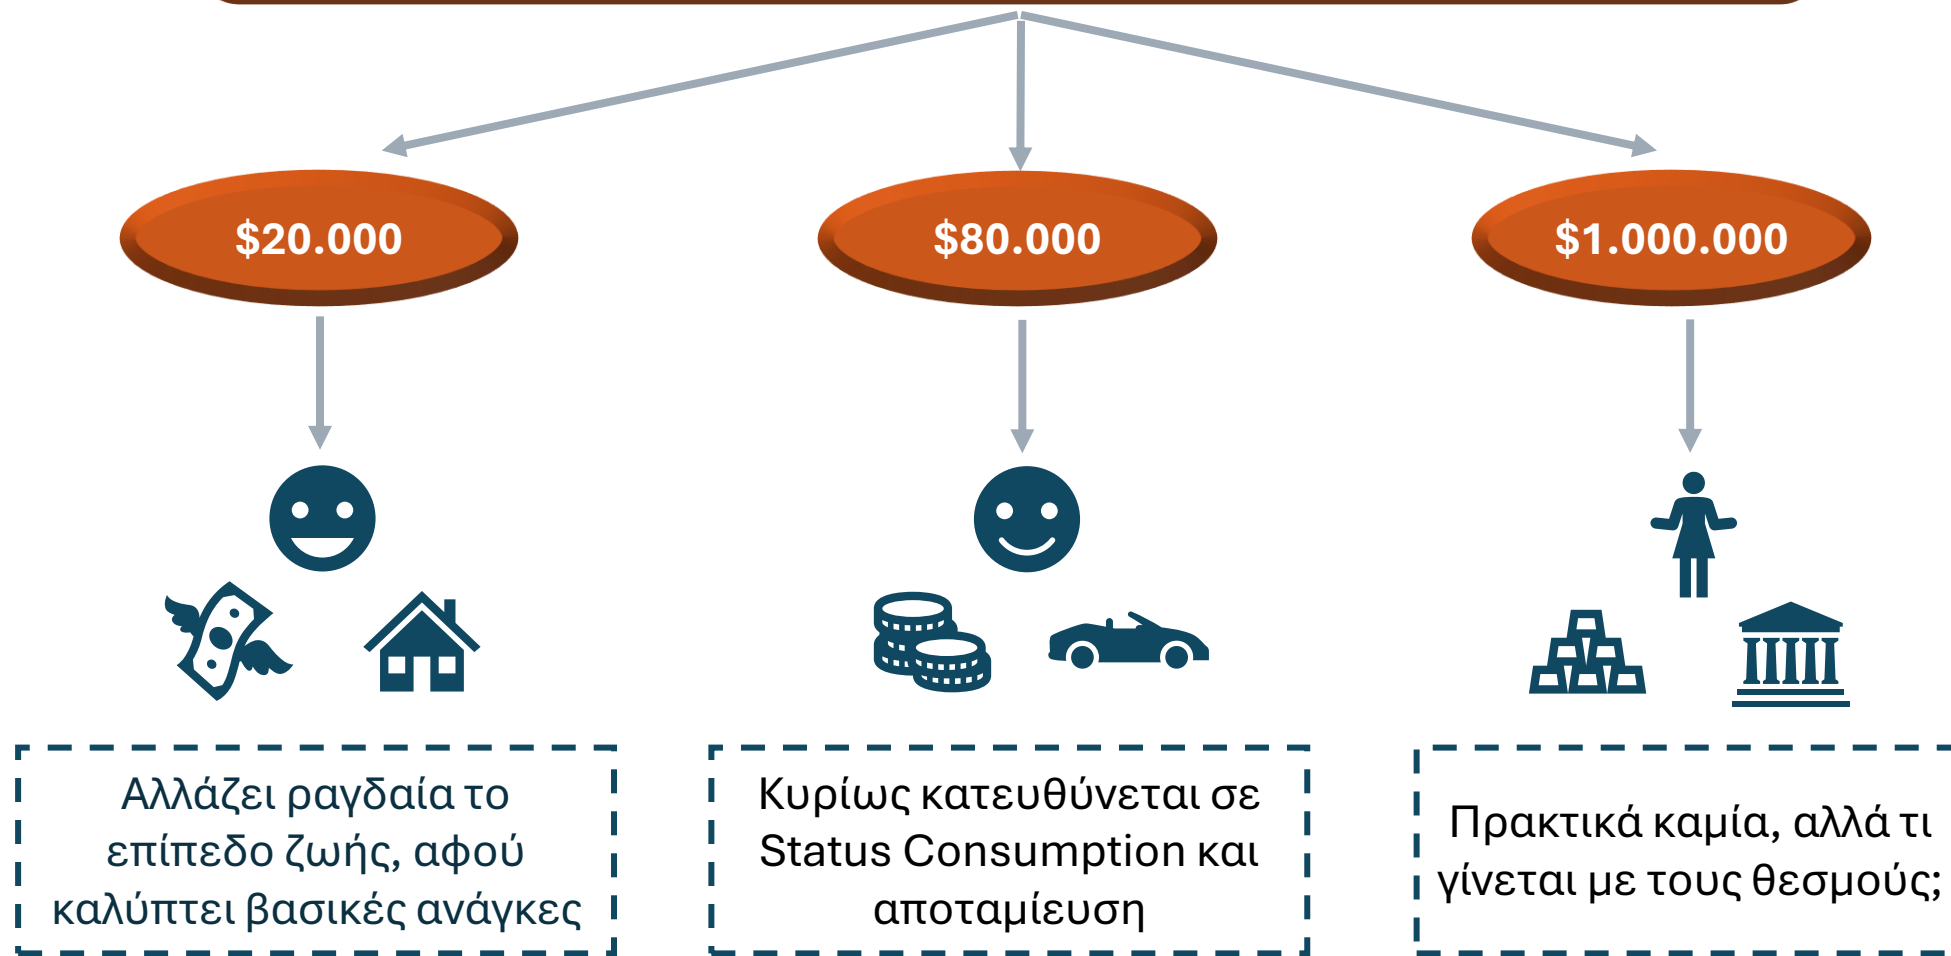 $20.000
$80.000
$1.000.000
Αλλάζει ραγδαία το
επίπεδο ζωής, αφού
καλύπτει βασικές ανάγκες
Κυρίως κατευθύνεται σε
Status Consumption και
αποταμίευση
Πρακτικά καμία, αλλά τι
γίνεται με τους θεσμούς;